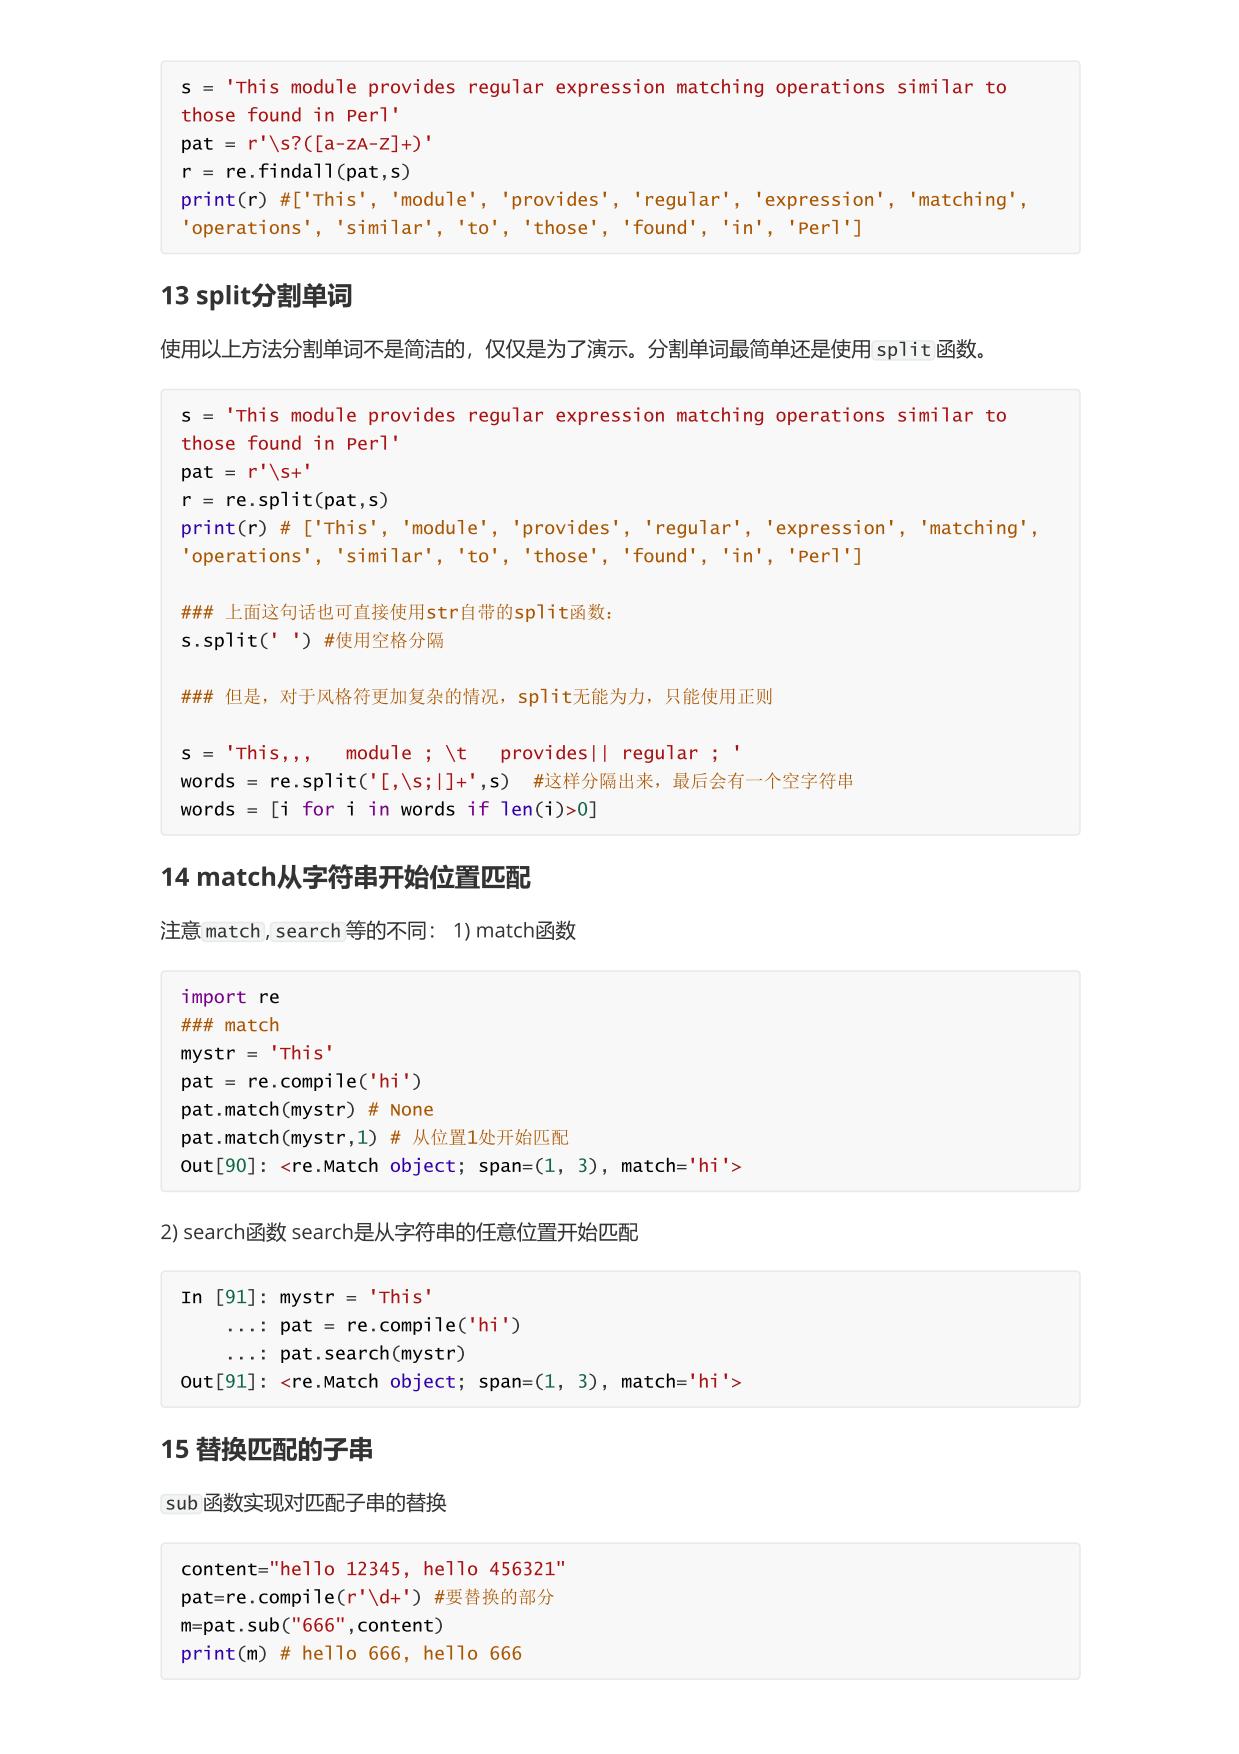 s = 'This module provides regular expression matching operations similar to
those found in Perl'
pat = r'\s?([a-zA-Z]+)'
r = re.findall(pat,s)
print(r) #['This', 'module', 'provides', 'regular', 'expression', 'matching',
'operations', 'similar', 'to', 'those', 'found', 'in', 'Perl']
13 split分割单词
使用以上方法分割单词不是简洁的，仅仅是为了演示。分割单词最简单还是使用split函数。
s = 'This module provides regular expression matching operations similar to
those found in Perl'
pat = r'\s+'
r = re.split(pat,s)
print(r) # ['This', 'module', 'provides', 'regular', 'expression', 'matching',
'operations', 'similar', 'to', 'those', 'found', 'in', 'Perl']
### 上面这句话也可直接使用str自带的split函数：
s.split(' ') #使用空格分隔
### 但是，对于风格符更加复杂的情况，split无能为力，只能使用正则
s = 'This,,,   module ; \t   provides|| regular ; '
words = re.split('[,\s;|]+',s)  #这样分隔出来，最后会有一个空字符串
words = [i for i in words if len(i)>0]
14 match从字符串开始位置匹配
注意match,search等的不同： 1) match函数
import re
### match
mystr = 'This'
pat = re.compile('hi')
pat.match(mystr) # None
pat.match(mystr,1) # 从位置1处开始匹配
Out[90]: <re.Match object; span=(1, 3), match='hi'>
2) search函数 search是从字符串的任意位置开始匹配
In [91]: mystr = 'This'
    ...: pat = re.compile('hi')
    ...: pat.search(mystr)
Out[91]: <re.Match object; span=(1, 3), match='hi'>
15 替换匹配的子串
sub函数实现对匹配子串的替换
content="hello 12345, hello 456321"
pat=re.compile(r'\d+') #要替换的部分
m=pat.sub("666",content)
print(m) # hello 666, hello 666